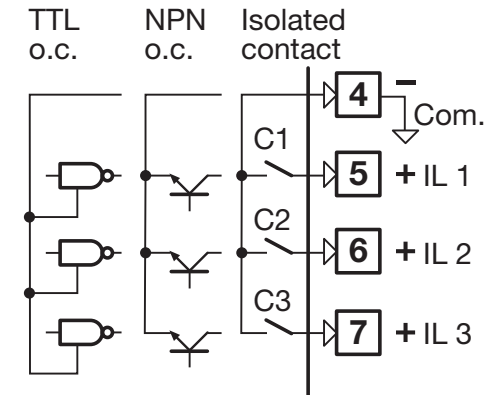 TTL
o.c.
NPN
o.c.
Isolated
contact
4 −
Com.
C1
5 + IL 1
C2
6 + IL 2
C3
7 + IL 3